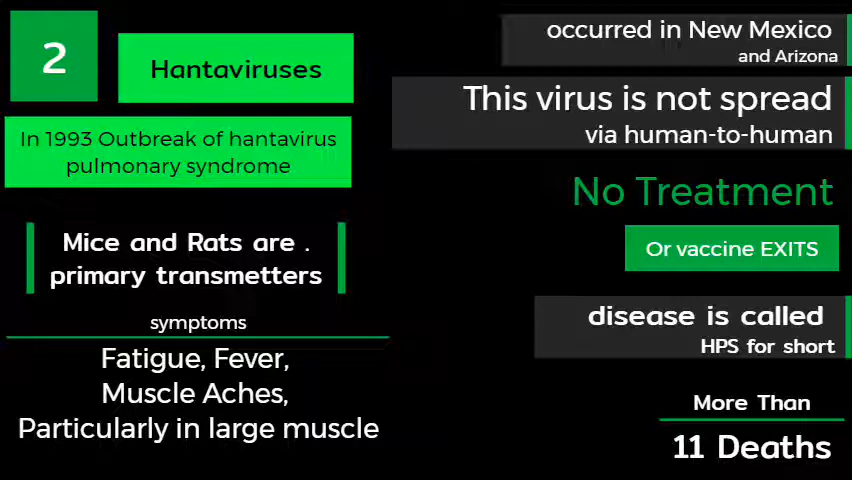 2
Hantaviruses
In 1993 Outbreak of hantavirus
pulmonary syndrome
Mice and Rats are .
primary transmetters
symptoms
Fatigue, Fever,
Muscle Aches,
Particularly in large muscle
occurred in New Mexico
and Arizona
This virus is not spread
via human-to-human
No Treatment
Or vaccine EXITS
disease is called
HPS for short
More Than
11 Deaths